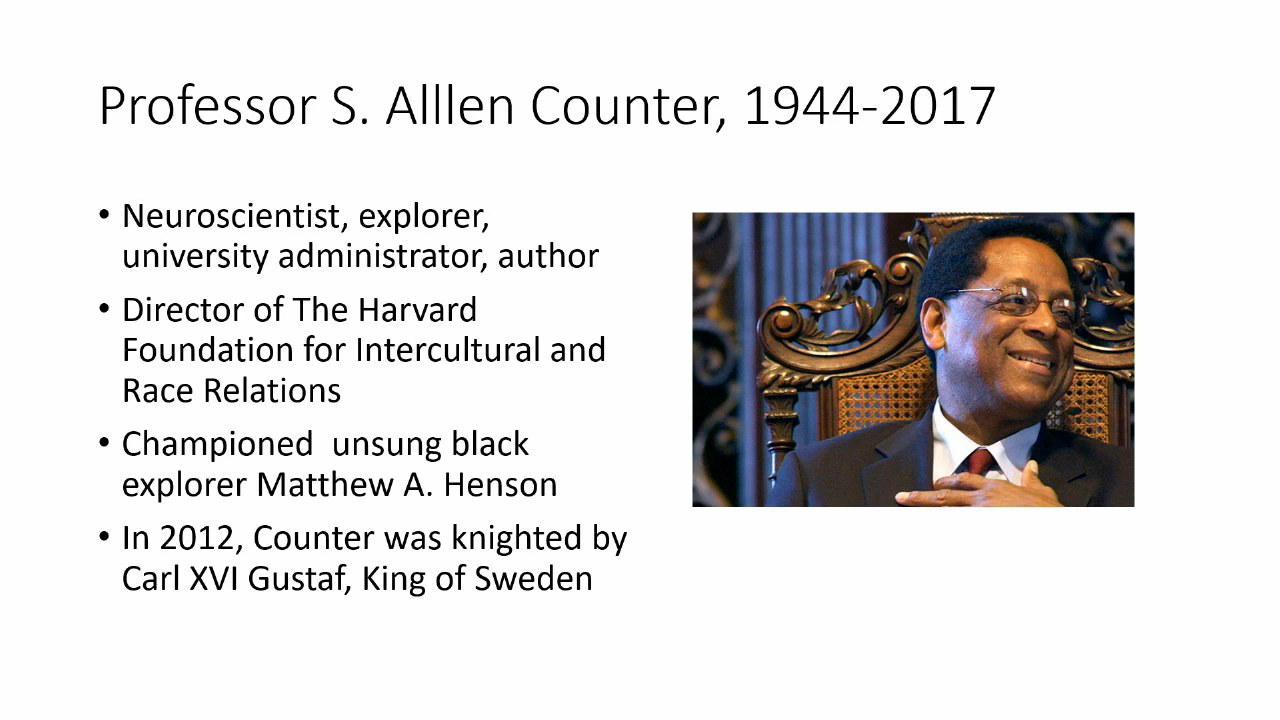 Professor S. Alllen Counter, 1944-2017
• Neuroscientist, explorer,
university administrator, author
• Director of The Harvard
Foundation for Intercultural and
Race Relations
• Championed  unsung black
explorer Matthew A. Henson
• In 2012, Counter was knighted by
Carl XVI Gustaf, King of Sweden